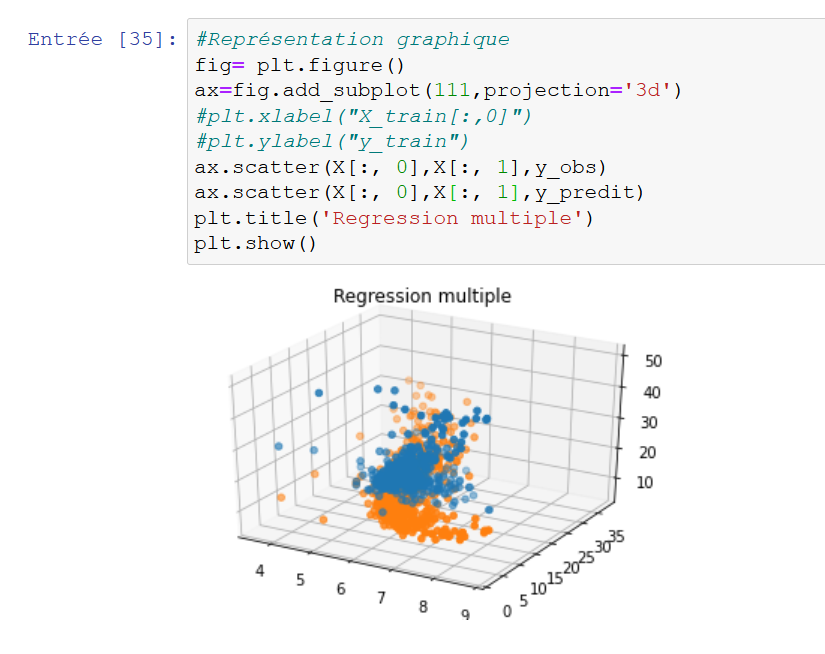 Entrée [35]: #Représentation graphique
fig= plt.figure()
ax=fig.add_subplot(111,projection='3d')
#plt.xlabel("X_train[:,0]")
#plt.ylabel("y_train")
ax.scatter(X[:, 0],X[:, 1],y_obs)
ax.scatter(X[:, 0],X[:, 1],y_predit)
plt.title('Regression multiple')
plt.show()
Regression multiple
50
40
30
20
10
4 5 6 7 8 9
0 5 10 15 20 25 30 35